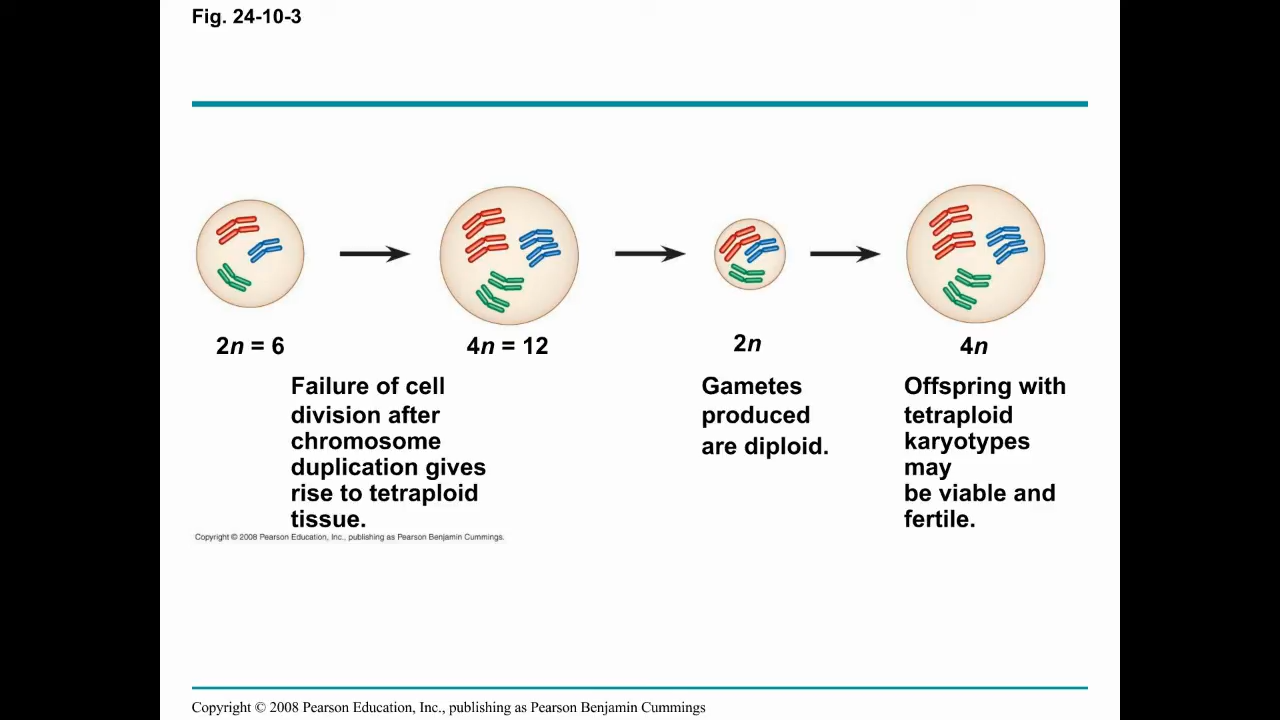 Fig. 24-10-3
2n = 6
4n = 12
2n
4n
Failure of cell
division after
chromosome
duplication gives
rise to tetraploid
tissue.
Gametes
produced
are diploid.
Offspring with
tetraploid
karyotypes
may
be viable and
fertile.
Copyright © 2008 Pearson Education, Inc., publishing as Pearson Benjamin Cummings.
Copyright © 2008 Pearson Education, Inc., publishing as Pearson Benjamin Cummings